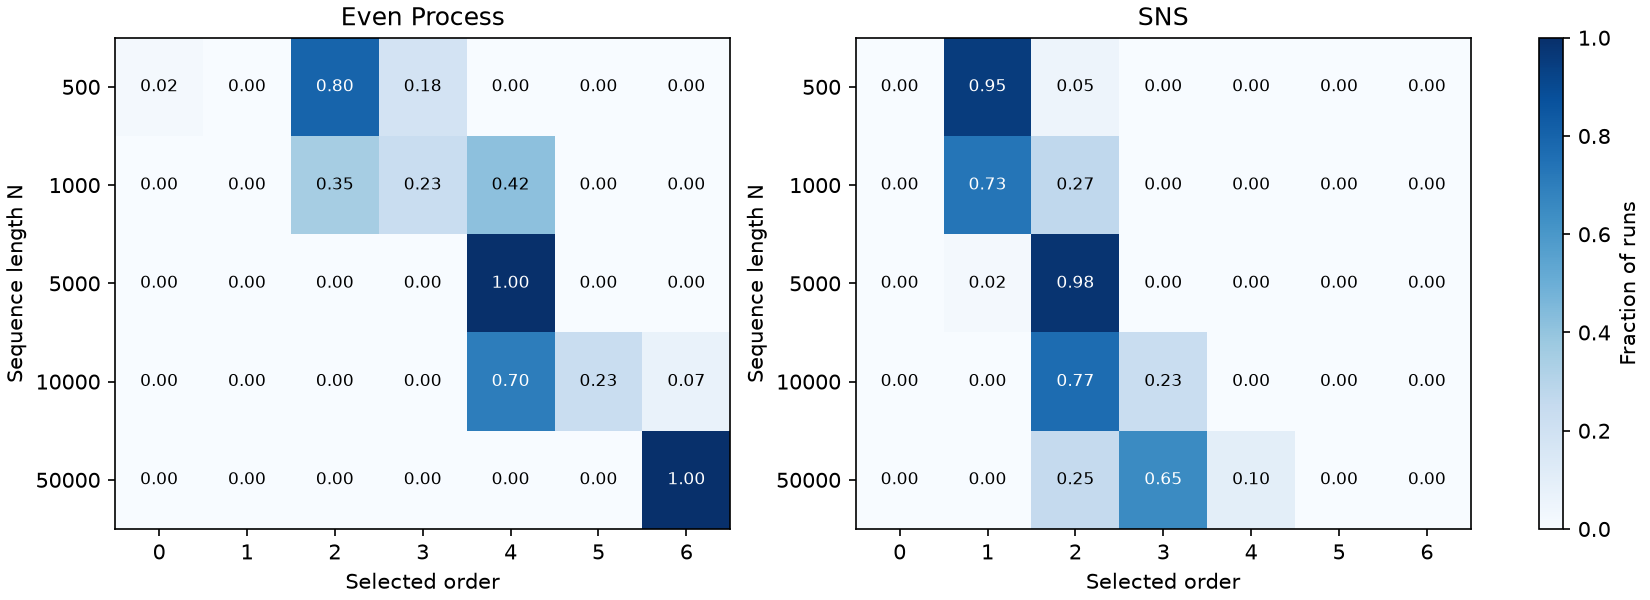 Even Process
Sequence length N
500 0.02 0.00 0.80 0.18 0.00 0.00 0.00
1000 0.00 0.00 0.35 0.23 0.42 0.00 0.00
5000 0.00 0.00 0.00 0.00 1.00 0.00 0.00
10000 0.00 0.00 0.00 0.00 0.70 0.23 0.07
50000 0.00 0.00 0.00 0.00 0.00 0.00 1.00
0 1 2 3 4 5 6
Selected order
SNS
Sequence length N
500 0.00 0.95 0.05 0.00 0.00 0.00 0.00
1000 0.00 0.73 0.27 0.00 0.00 0.00 0.00
5000 0.00 0.02 0.98 0.00 0.00 0.00 0.00
10000 0.00 0.00 0.77 0.23 0.00 0.00 0.00
50000 0.00 0.00 0.25 0.65 0.10 0.00 0.00
0 1 2 3 4 5 6
Selected order
1.0
0.8
0.6
0.4
0.2
0.0
Fraction of runs